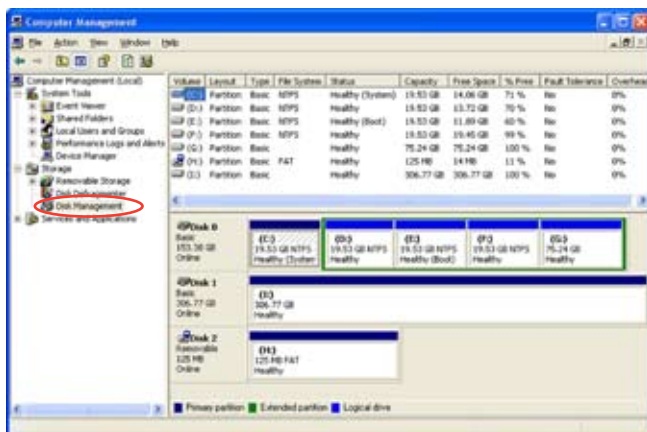 Computer Management
File Action View Window Help
Computer Management (Local)
System Tools
Event Viewer
Shared Folders
Local Users and Groups
Performance Logs and Alerts
Device Manager
Storage
Removable Storage
Disk Defragmenter
Disk Management
Services and Applications
Volume Layout Type File System Status Capacity Free Space % Free Fault Tolerance Overhea
(C:) Partition Basic NTFS Healthy (System) 19.53 GB 14.06 GB 71 % No 0%
(D:) Partition Basic NTFS Healthy 19.53 GB 13.72 GB 70 % No 0%
(E:) Partition Basic NTFS Healthy (Boot) 19.53 GB 11.89 GB 60 % No 0%
(F:) Partition Basic NTFS Healthy 19.53 GB 19.45 GB 99 % No 0%
(G:) Partition Basic Healthy 75.24 GB 75.24 GB 100 % No 0%
(H:) Partition Basic FAT Healthy 125 MB 14 MB 11 % No 0%
(I:) Partition Basic Healthy 306.77 GB 306.77 GB 100 % No 0%
Disk 0
Basic
153.38 GB
Online
(C:)
19.53 GB NTFS
Healthy (System
(D:)
19.53 GB NTFS
Healthy
(E:)
19.53 GB NTFS
Healthy (Boot)
(F:)
19.53 GB NTFS
Healthy
(G:)
75.24 GB
Healthy
Disk 1
Basic
306.77 GB
Online
(I:)
306.77 GB
Healthy
Disk 2
Removable
125 MB
Online
(H:)
125 MB FAT
Healthy
Primary partition Extended partition Logical drive